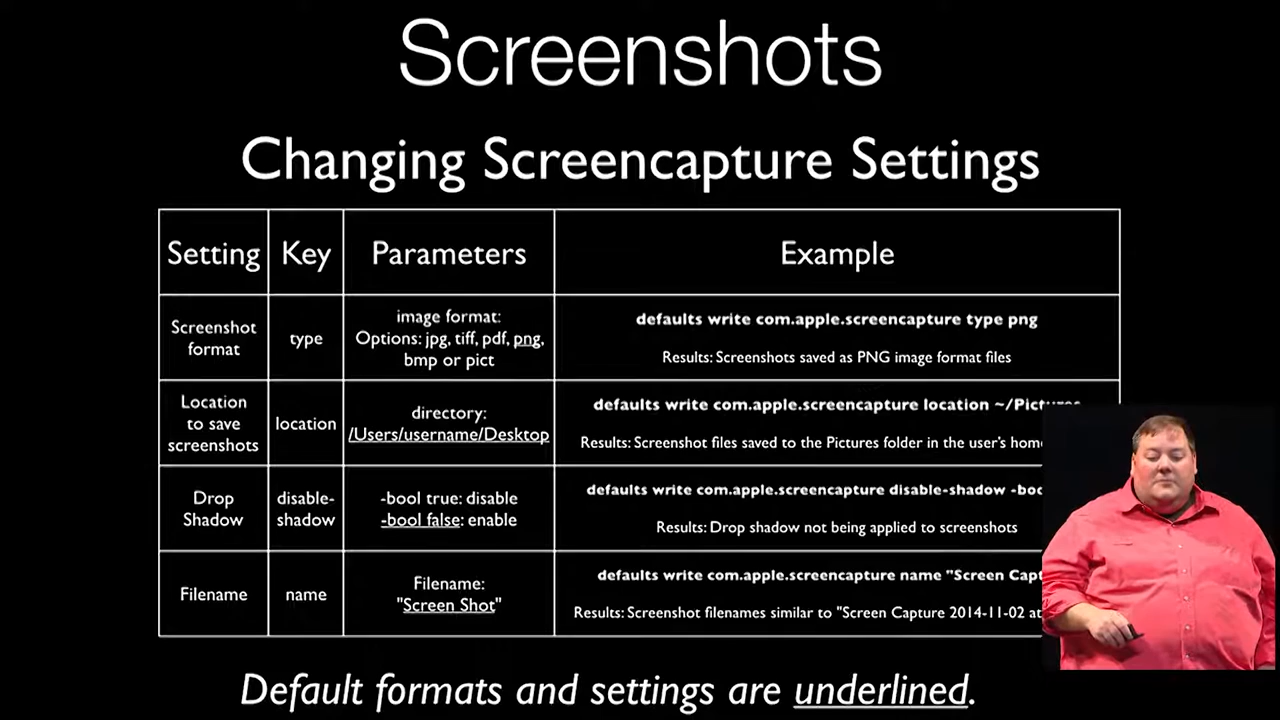 Screenshots
Changing Screencapture Settings
Setting Key Parameters Example
Screenshot format
type
image format:
Options: jpg, tiff, pdf, png,
bmp or pict
defaults write com.apple.screencapture type png
Results: Screenshots saved as PNG image format files
Location
to save
screenshots
location
directory:
/Users/username/Desktop
defaults write com.apple.screencapture location ~/Pictures
Results: Screenshot files saved to the Pictures folder in the user's
Drop
Shadow
disable-
shadow
-bool true: disable
-bool false: enable
defaults write com.apple.screencapture disable-shadow
Results: Drop shadow not being applied to screenshots
Filename
name
Filename:
"Screen Shot"
defaults write com.apple.screencapture name "Screen
Results: Screenshot filenames similar to "Screen Capture 2014-11-02 at
Default formats and settings are underlined.